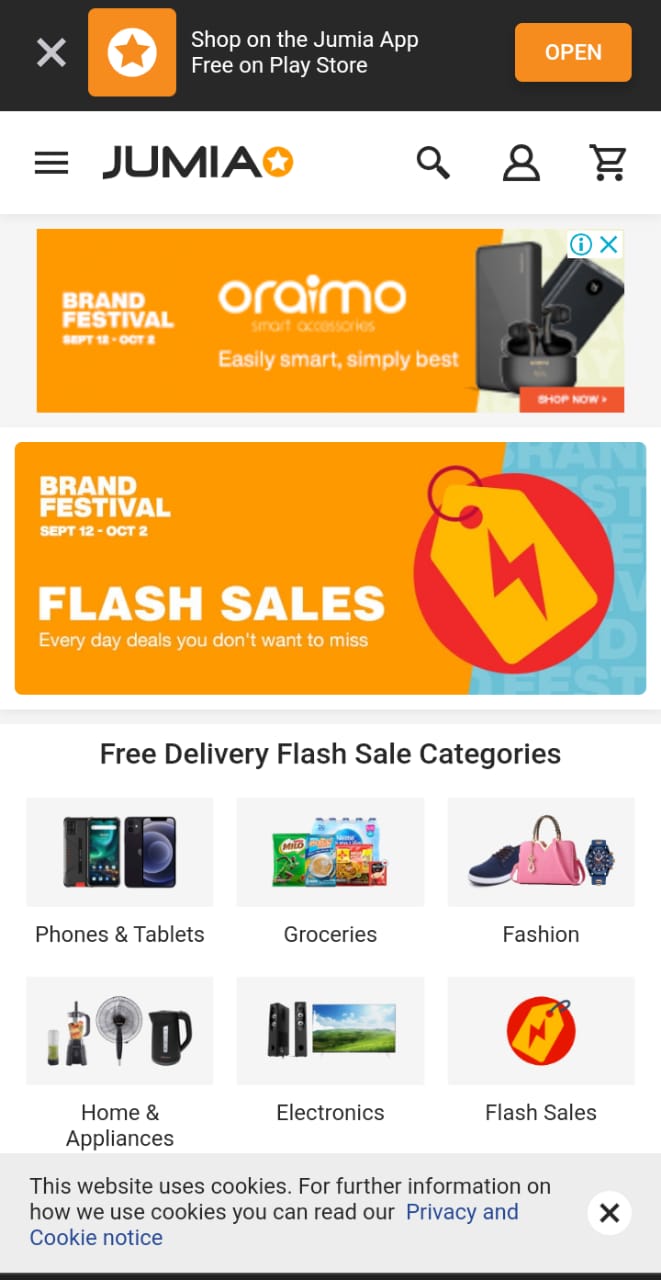 Shop on the Jumia App
Free on Play Store
OPEN
JUMIA
BRAND
FESTIVAL
SEPT 12 - OCT 2
oraimo
smart accessories
Easily smart, simply best
SHOP NOW >
BRAND
FESTIVAL
SEPT 12 - OCT 2
FLASH SALES
Every day deals you don't want to miss
Free Delivery Flash Sale Categories
Phones & Tablets
Groceries
Fashion
MILO
Home &
Appliances
Electronics
Flash Sales
This website uses cookies. For further information on
how we use cookies you can read our Privacy and
Cookie notice